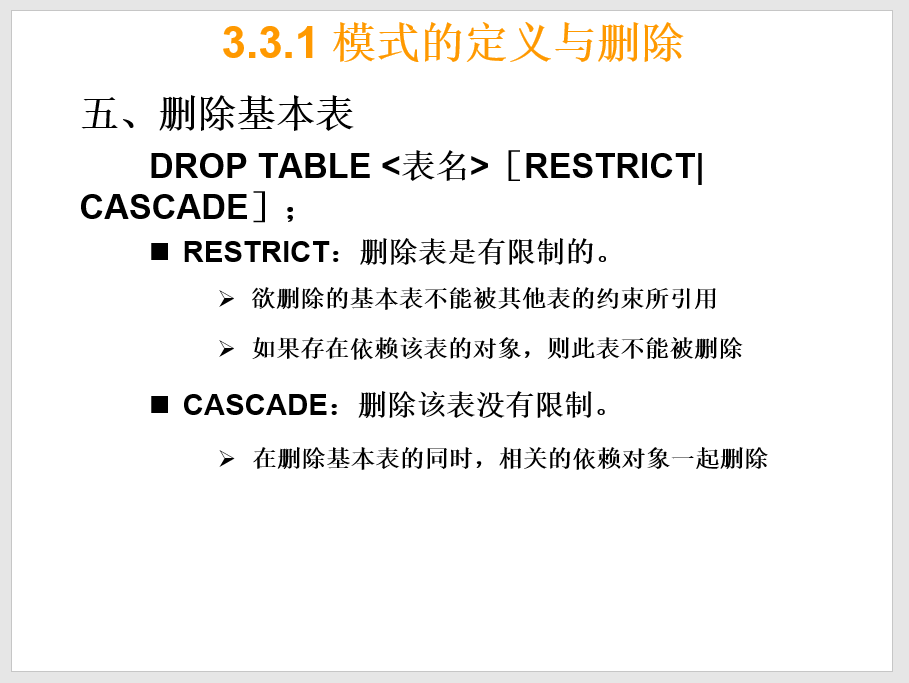 3.3.1 模式的定义与删除
五、删除基本表
DROP TABLE <表名>［RESTRICT|
CASCADE］；
■ RESTRICT：删除表是有限制的。
➢ 欲删除的基本表不能被其他表的约束所引用
➢ 如果存在依赖该表的对象，则此表不能被删除
■ CASCADE：删除该表没有限制。
➢ 在删除基本表的同时，相关的依赖对象一起删除